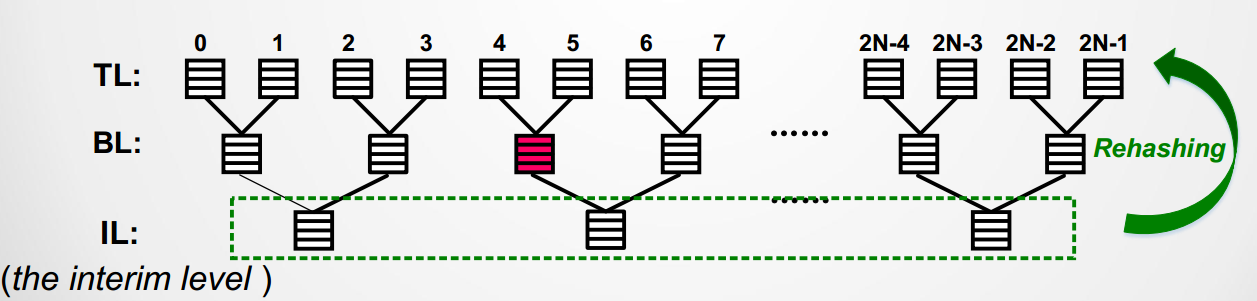 0 1 2 3 4 5 6 7 2N-4 2N-3 2N-2 2N-1
TL:
BL:
......
Rehashing
......
IL:
(the interim level )